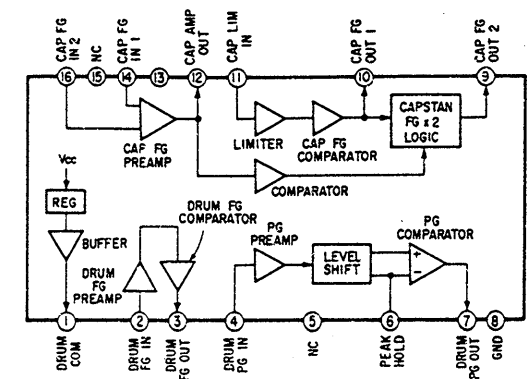 CAP FG
IN 2
NC
CAP FG
IN 1
CAP AMP
OUT
CAP LIM
IN
CAP FG
OUT 1
CAP FG
OUT 2
16
15
14
13
12
11
10
9
CAF FG
PREAMP
LIMITER
CAP FG
COMPARATOR
CAPSTAN
FG x 2
LOGIC
COMPARATOR
Vcc
REG
BUFFER
DRUM FG
COMPARATOR
DRUM
FG
PREAMP
PG
PREAMP
LEVEL
SHIFT
PG
COMPARATOR
+
−
1
2
3
4
5
6
7
8
DRUM
COM
DRUM
FG IN
DRUM
FG OUT
DRUM
PG IN
NC
PEAK
HOLD
DRUM
PG OUT
GND